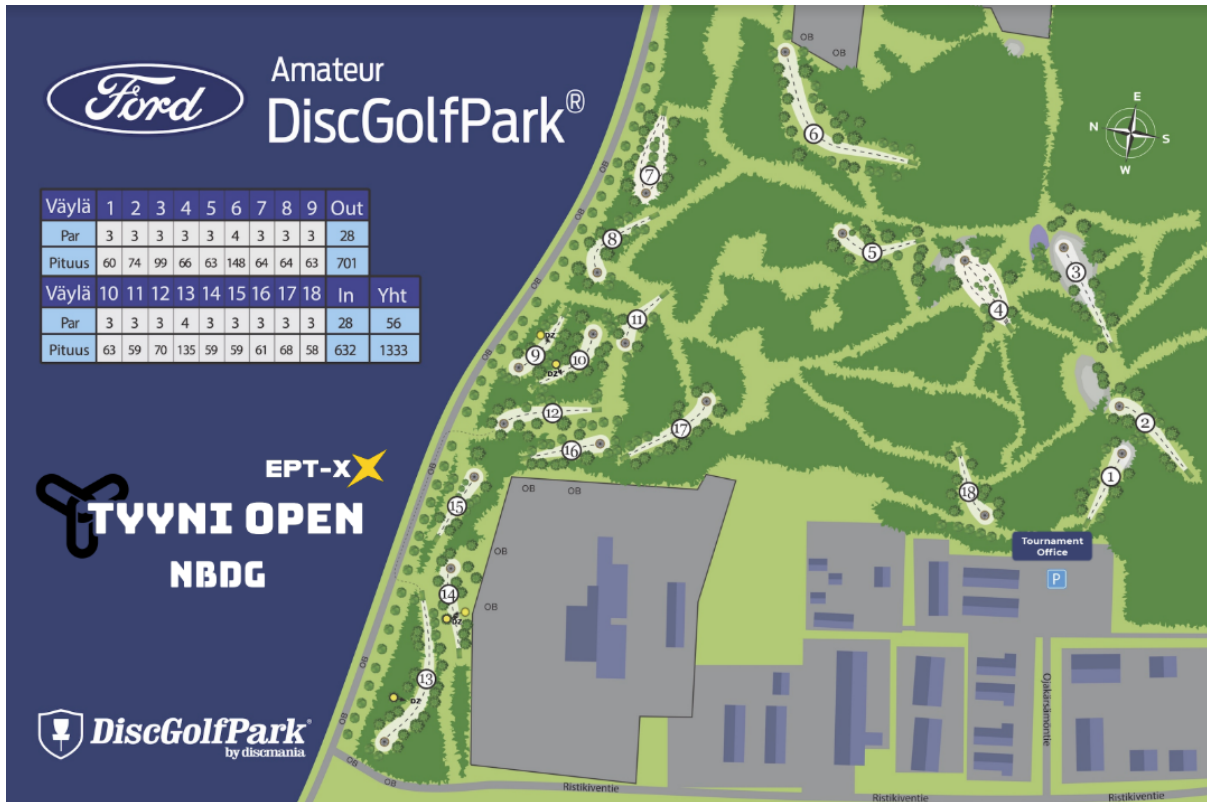 Ford
Amateur
DiscGolfPark®
Väylä 1 2 3 4 5 6 7 8 9 Out
Par 3 3 3 3 3 4 3 3 3 28
Pituus 60 74 99 66 63 148 64 64 63 701
Väylä 10 11 12 13 14 15 16 17 18 In Yht
Par 3 3 3 4 3 3 3 3 3 28 56
Pituus 63 59 70 135 59 59 61 68 58 632 1333
EPT-X
TYYNI OPEN
NBDG
DiscGolfPark®
by discmania
OB
OB
OB
E
N
S
W
6
7
8
5
3
4
11
OB
DZ
9
10
DZ
2
12
17
16
1
OB
15
18
OB
OB
OB
Tournament
Office
P
14
DZ
OB
13
DZ
OB
OB
OB
Ojakärsämöntie
Ristikiventie
Ristikiventie
Ristikiventie